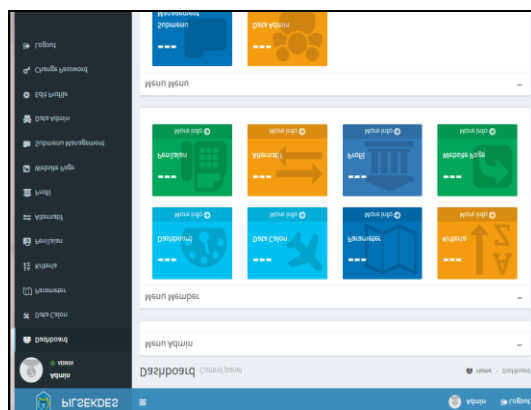 PILSEKDES
Admin
Logout
Admin
ADMIN
Dashboard Control panel
Home > Dashboard
Dashboard
Data Calon
Parameter
Kriteria
Penilaian
Alternatif
Profil
Website Page
Submenu Management
Data Admin
Edit Profile
Change Password
Logout
Menu Admin
Menu Member
---
Dashboard
More info
---
Data Calon
More info
---
Parameter
More info
---
Kriteria
More info
---
Penilaian
More info
---
Alternatif
More info
---
Profil
More info
---
Website Page
More info
Menu Menu
---
Submenu
Management
---
Data Admin